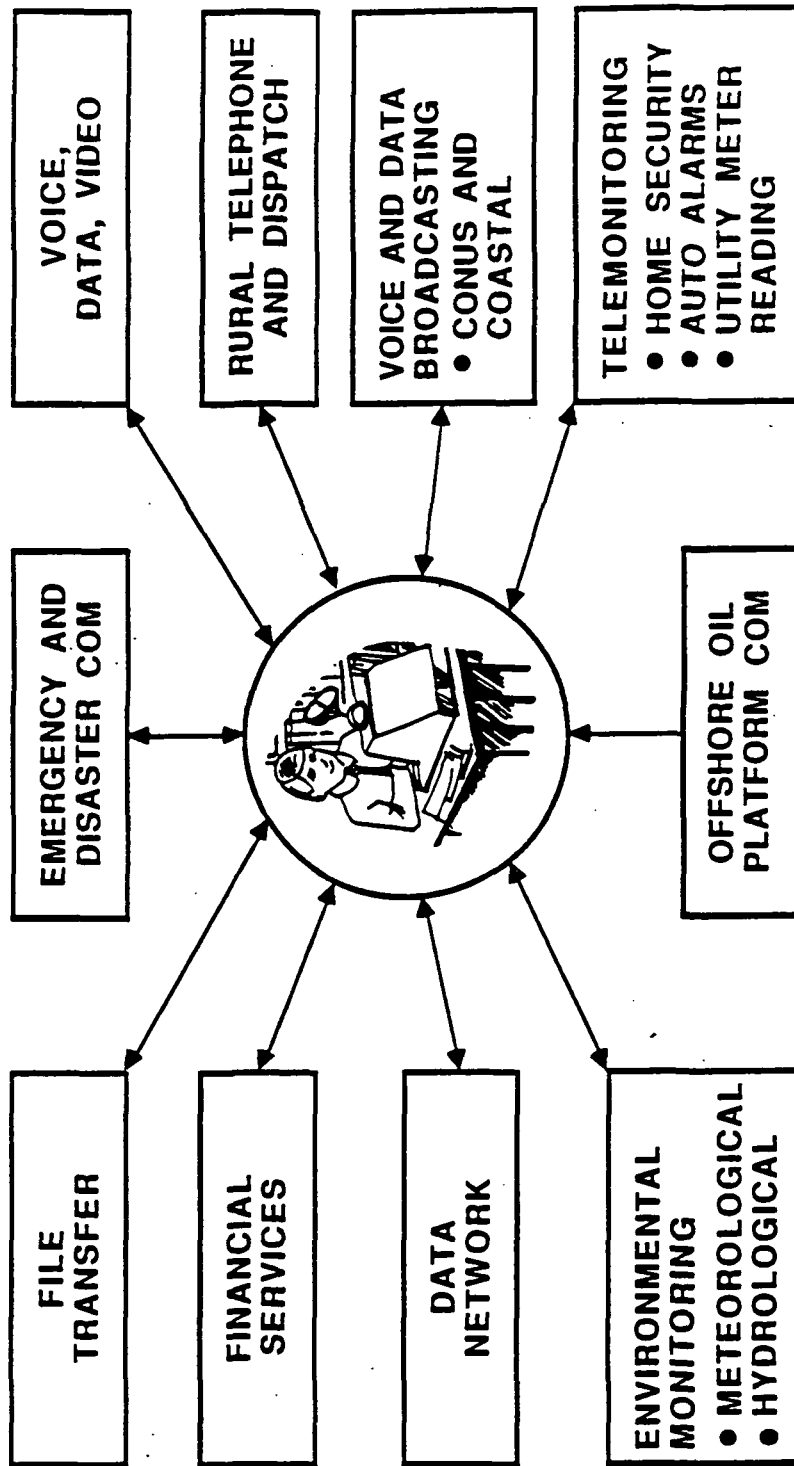 FILE
TRANSFER
EMERGENCY AND
DISASTER COM
VOICE,
DATA, VIDEO
FINANCIAL
SERVICES
RURAL TELEPHONE
AND DISPATCH
DATA
NETWORK
VOICE AND DATA
BROADCASTING
● CONUS AND
COASTAL
ENVIRONMENTAL
MONITORING
● METEOROLOGICAL
● HYDROLOGICAL
OFFSHORE OIL
PLATFORM COM
TELEMONITORING
● HOME SECURITY
● AUTO ALARMS
● UTILITY METER
READING